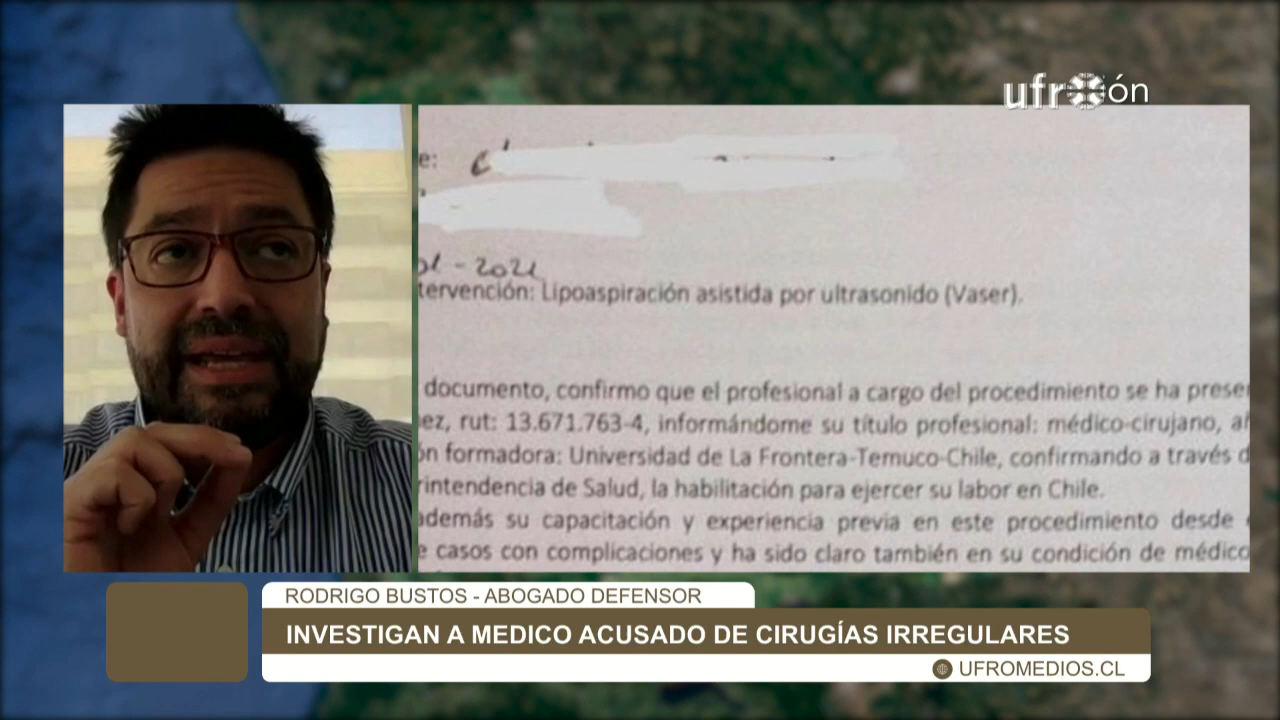 ufr ón
e:
- 2021
tervención: Lipoaspiración asistida por ultrasonido (Vaser).
documento, confirmo que el profesional a cargo del procedimiento se ha prese
ez, rut: 13.671.763-4, informándome su título profesional: médico-cirujano, a
ón formadora: Universidad de La Frontera-Temuco-Chile, confirmando a través d
rintendencia de Salud, la habilitación para ejercer su labor en Chile.
además su capacitación y experiencia previa en este procedimiento desde
e casos con complicaciones y ha sido claro también en su condición de médico
RODRIGO BUSTOS - ABOGADO DEFENSOR
INVESTIGAN A MEDICO ACUSADO DE CIRUGÍAS IRREGULARES
UFROMEDIOS.CL